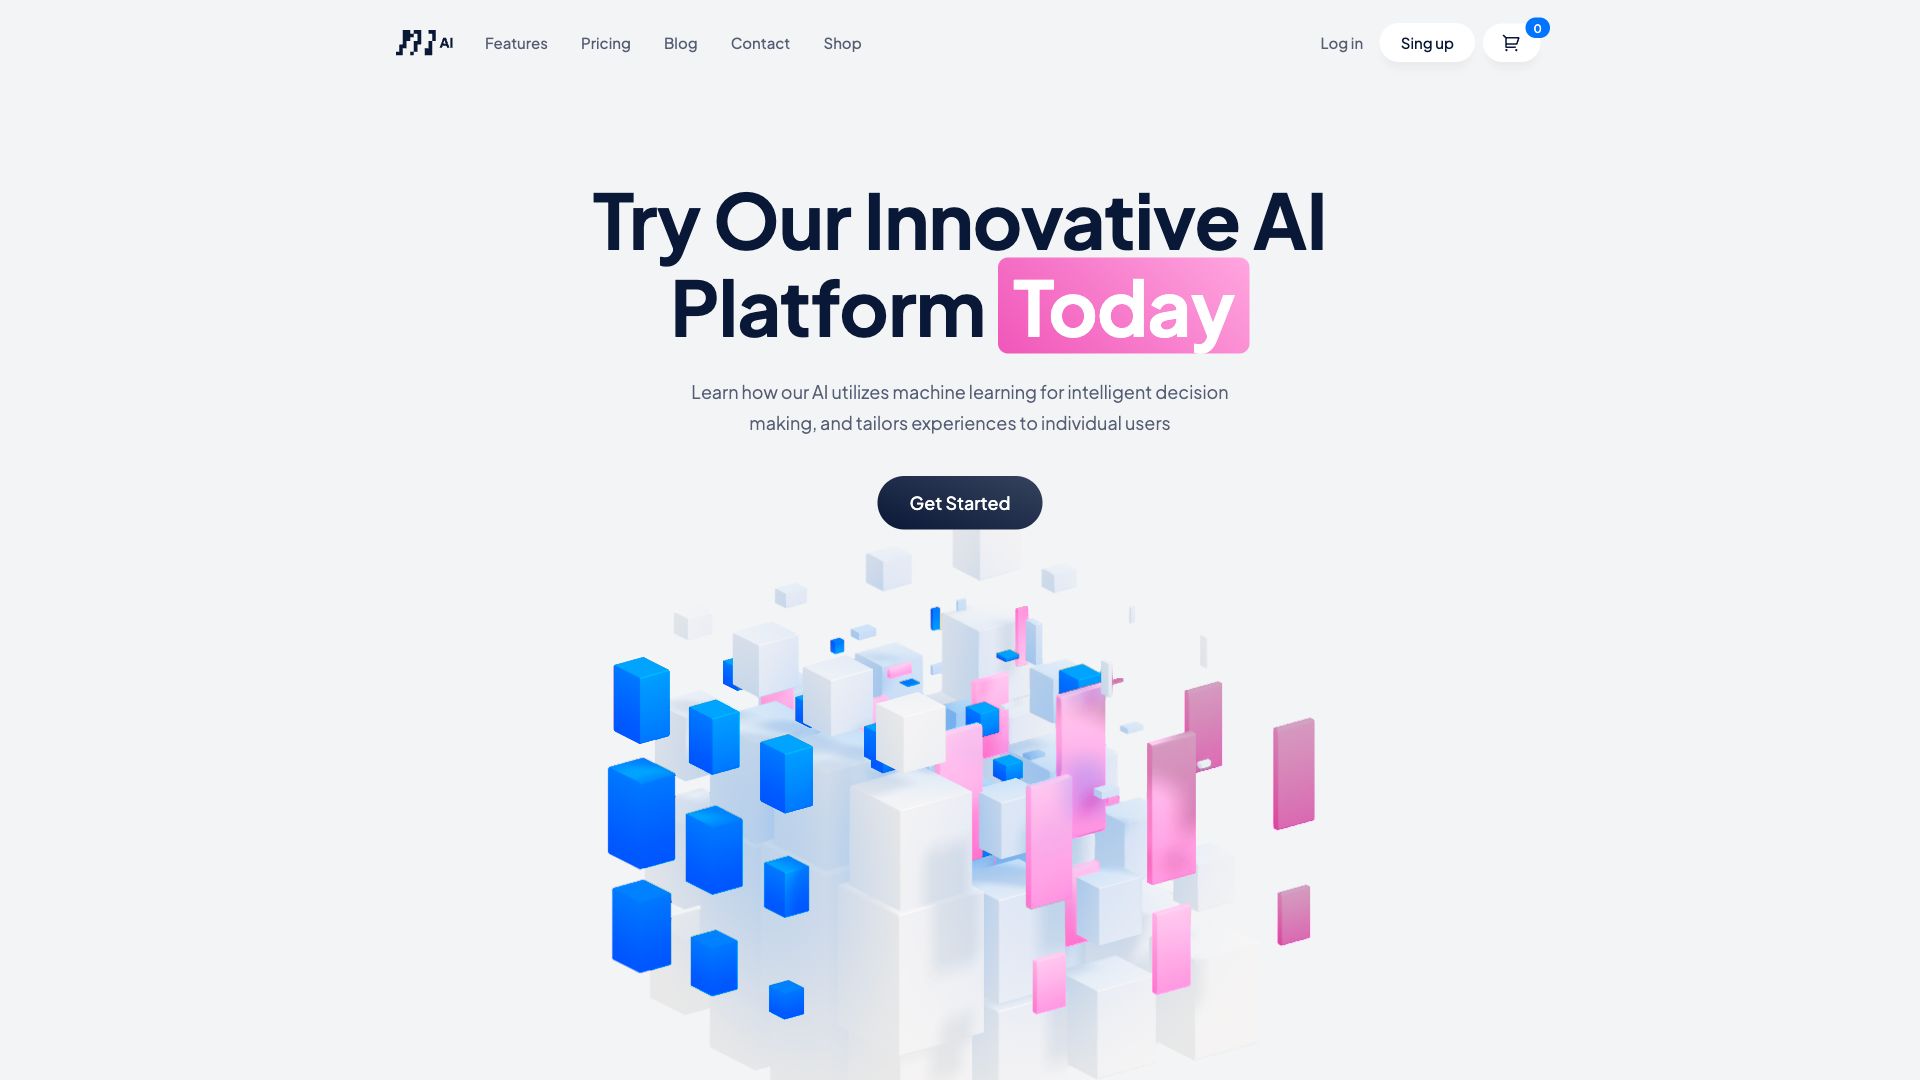 AI
Features
Pricing
Blog
Contact
Shop
Log in
Sing up
0
Try Our Innovative AI
Platform Today
Learn how our AI utilizes machine learning for intelligent decision
making, and tailors experiences to individual users
Get Started